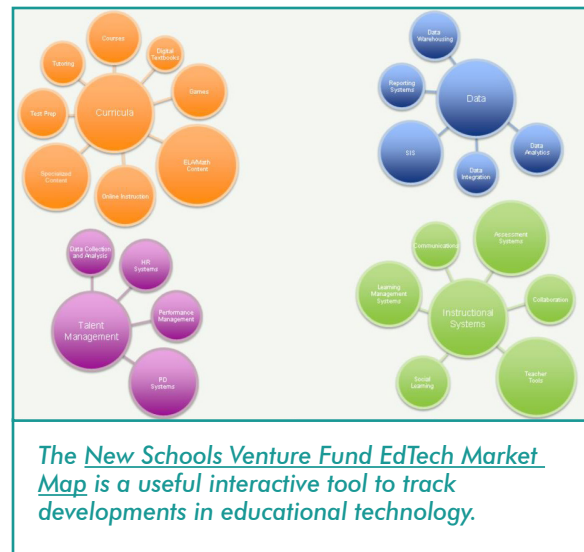 Courses
Digital
Textbooks
Tutoring
Games
Curricula
Test Prep
ELA/Math
Content
Specialized
Content
Online Instruction
Data
Warehousing
Reporting
Systems
Data
SIS
Data
Analytics
Data
Integration
Data Collection
and Analysis
HR
Systems
Performance
Management
Talent
Management
PD
Systems
Communications
Assessment
Systems
Learning
Management
Systems
Collaboration
Instructional
Systems
Social
Learning
Teacher
Tools
The New Schools Venture Fund EdTech Market
Map is a useful interactive tool to track
developments in educational technology.